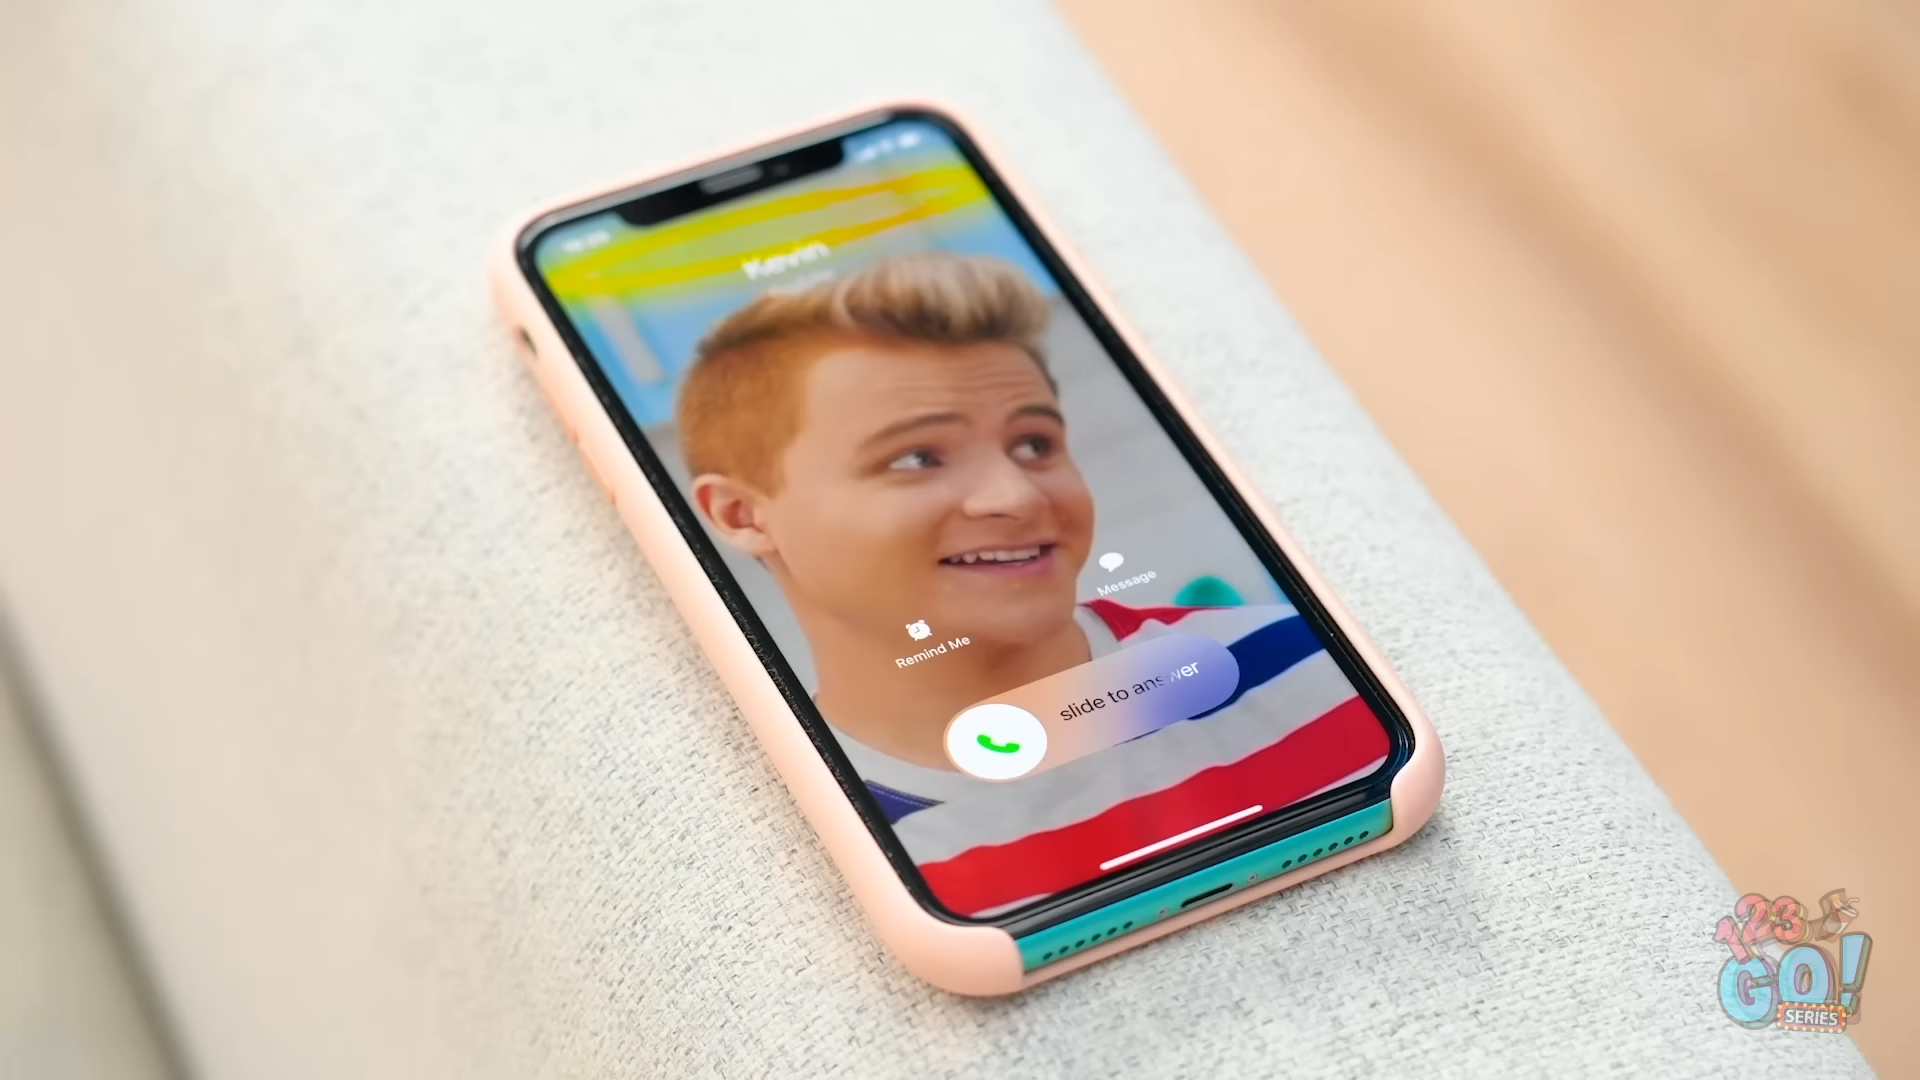 Kevin
Message
Remind Me
slide to answer
123
GO!
SERIES